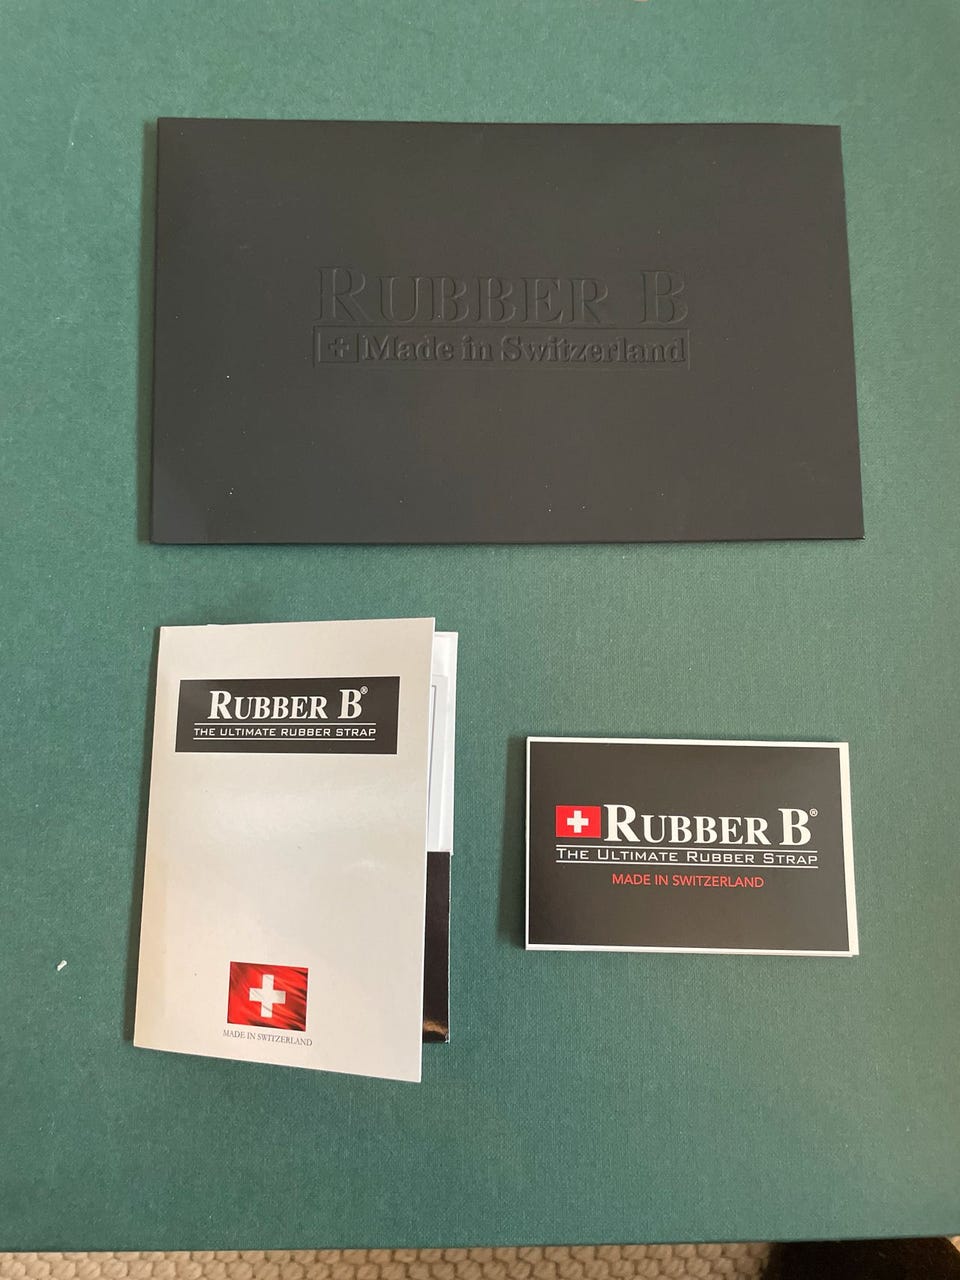 RUBBER B
Made in Switzerland
RUBBER B®
THE ULTIMATE RUBBER STRAP
MADE IN SWITZERLAND
RUBBER B®
THE ULTIMATE RUBBER STRAP
MADE IN SWITZERLAND